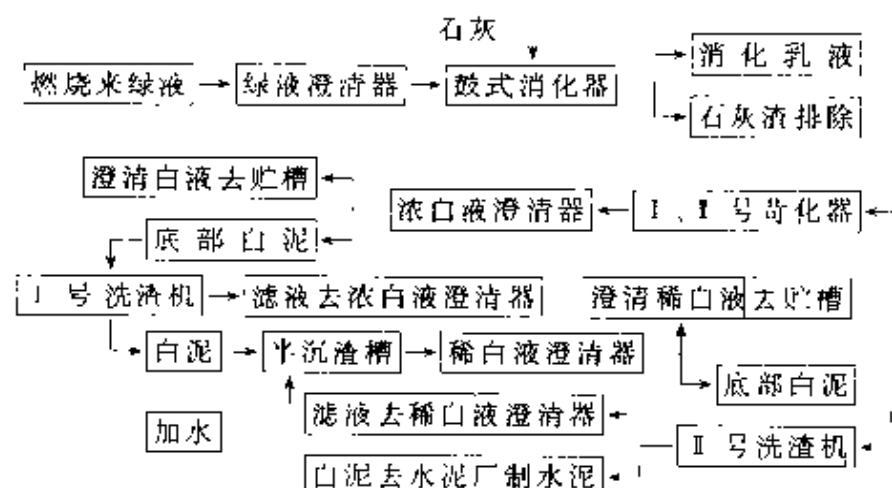 石灰
燃烧来绿液 绿液澄清器 鼓式消化器 消化乳液
石灰渣排除
澄清白液去贮槽
浓白液澄清器 Ⅰ、Ⅱ号苛化器
底部白泥
Ⅰ号洗渣机 滤液去浓白液澄清器 澄清稀白液去贮槽
白泥 半沉渣槽 稀白液澄清器
底部白泥
滤液去稀白液澄清器
加水 Ⅱ号洗渣机
白泥去水泥厂制水泥